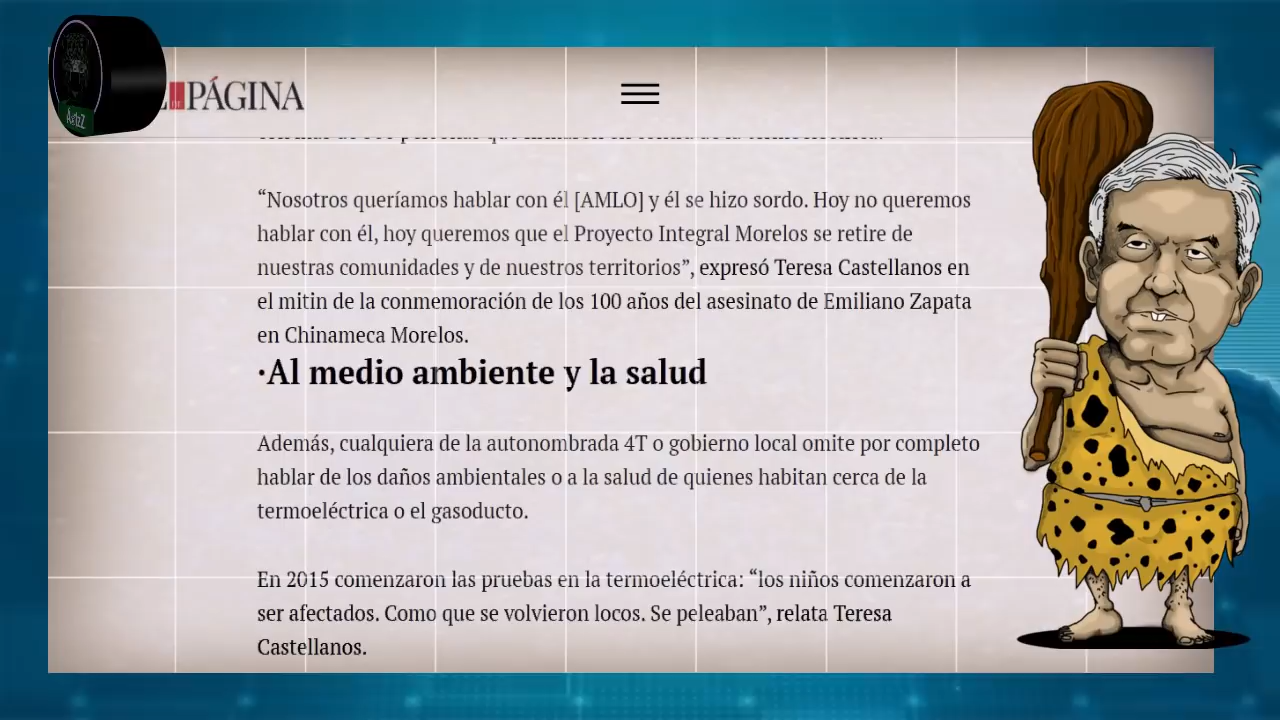 PÁGINA
“Nosotros queríamos hablar con él [AMLO] y él se hizo sordo. Hoy no queremos
hablar con él, hoy queremos que el Proyecto Integral Morelos se retire de
nuestras comunidades y de nuestros territorios”, expresó Teresa Castellanos en
el mitin de la conmemoración de los 100 años del asesinato de Emiliano Zapata
en Chinameca Morelos.
·Al medio ambiente y la salud
Además, cualquiera de la autonombrada 4T o gobierno local omite por completo
hablar de los daños ambientales o a la salud de quienes habitan cerca de la
termoeléctrica o el gasoducto.
En 2015 comenzaron las pruebas en la termoeléctrica: “los niños comenzaron a
ser afectados. Como que se volvieron locos. Se peleaban”, relata Teresa
Castellanos.